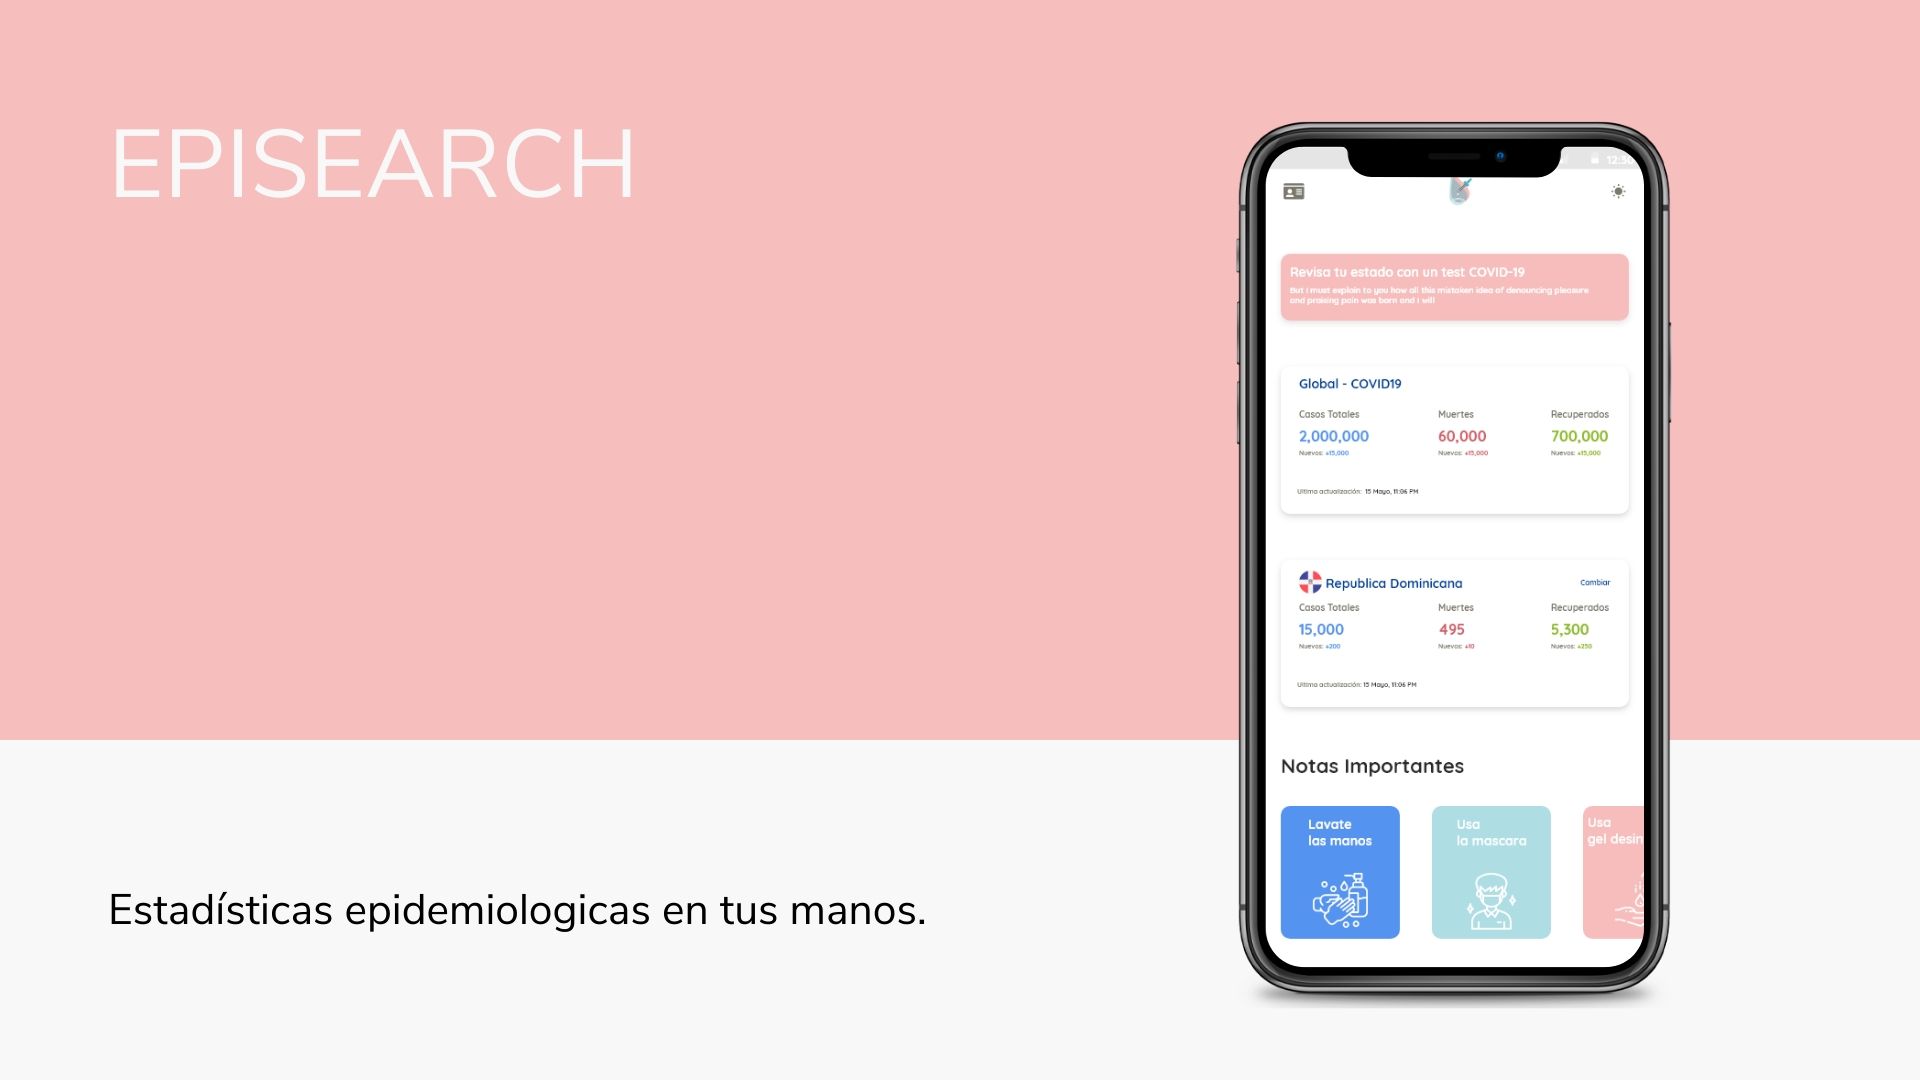 EPISEARCH
Estadísticas epidemiologicas en tus manos.
12:30
Revisa tu estado con un test COVID-19
But I must explain to you how all this mistaken idea of denouncing pleasure
and praising pain was born and I will
Global - COVID19
Casos Totales Muertes Recuperados
2,000,000 60,000 700,000
Nuevos: +15,000 Nuevos: +15,000 Nuevos: +15,000
Ultima actualización: 15 Mayo, 11:06 PM
Republica Dominicana Cambiar
Casos Totales Muertes Recuperados
15,000 495 5,300
Nuevos: +200 Nuevos: +10 Nuevos: +250
Ultima actualización: 15 Mayo, 11:06 PM
Notas Importantes
Lavate
las manos
Usa
la mascara
Usa
gel desin